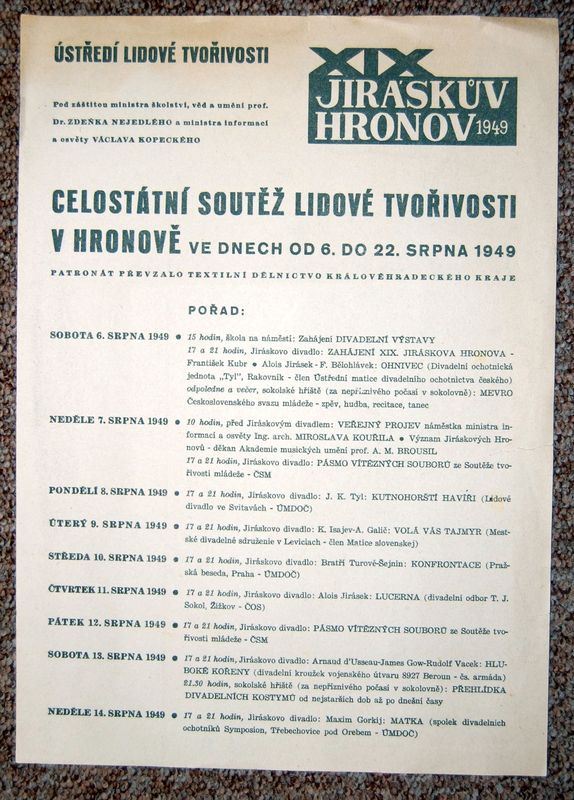 ÚSTŘEDÍ LIDOVÉ TVOŘIVOSTI
Pod záštitou ministra školství, věd a umění prof.
Dr. ZDEŇKA NEJEDLÉHO a ministra informací
a osvěty VÁCLAVA KOPECKÉHO
XIX
JIRÁSKŮV
HRONOV 1949
CELOSTÁTNÍ SOUTĚŽ LIDOVÉ TVOŘIVOSTI
V HRONOVĚ VE DNECH OD 6. DO 22. SRPNA 1949
PATRONÁT PŘEVZALO TEXTILNÍ DĚLNICTVO KRÁLOVÉHRADECKÉHO KRAJE
POŘAD:
SOBOTA 6. SRPNA 1949 • 15 hodin, škola na náměstí: Zahájení DIVADELNÍ VÝSTAVY
17 a 21 hodin, Jiráskovo divadlo: ZAHÁJENÍ XIX. JIRÁSKOVA HRONOVA -
František Kubr • Alois Jirásek - F. Bělohlávek: OHNIVEC (Divadelní ochotnická
jednota „Tyl", Rakovník - člen Ústřední matice divadelního ochotnictva českého)
odpoledne a večer, sokolské hřiště (za nepříznivého počasí v sokolovně): MEVRO
Československého svazu mládeže - zpěv, hudba, recitace, tanec
NEDĚLE 7. SRPNA 1949 • 10 hodin, před Jiráskovým divadlem: VEŘEJNÝ PROJEV náměstka ministra in-
formací a osvěty Ing. arch. MIROSLAVA KOUŘILA • Význam Jiráskových Hro-
novů - děkan Akademie musických umění prof. A. M. BROUSIL
17 a 21 hodin, Jiráskovo divadlo: PÁSMO VÍTĚZNÝCH SOUBORŮ ze Soutěže tvo-
řivosti mládeže - ČSM
PONDĚLÍ 8. SRPNA 1949 • 17 a 21 hodin, Jiráskovo divadlo: J. K. Tyl: KUTNOHORŠTÍ HAVÍŘI (Lidové
divadlo ve Svitavách - ÚMDOČ)
ÚTERÝ 9. SRPNA 1949 • 17 a 21 hodin, Jiráskovo divadlo: K. Isajev-A. Galič: VOLÁ VÁS TAJMYR (Mest-
ské divadelné sdruženie v Leviciach - člen Matice slovenskej)
STŘEDA 10. SRPNA 1949 • 17 a 21 hodin, Jiráskovo divadlo: Bratři Turově-Šejnin: KONFRONTACE (Praž-
ská beseda, Praha - ÚMDOČ)
ČTVRTEK 11. SRPNA 1949 • 17 a 21 hodin, Jiráskovo divadlo: Alois Jirásek: LUCERNA (divadelní odbor T. J.
Sokol, Žižkov - ČOS)
PÁTEK 12. SRPNA 1949 • 17 a 21 hodin, Jiráskovo divadlo: PÁSMO VÍTĚZNÝCH SOUBORŮ ze Soutěže tvo-
řivosti mládeže - ČSM
SOBOTA 13. SRPNA 1949 • 17 a 21 hodin, Jiráskovo divadlo: Arnaud d'Usseau-James Gow-Rudolf Vacek: HLU-
BOKÉ KOŘENY (divadelní kroužek vojenského útvaru 8927 Beroun - čs. armáda)
21.30 hodin, sokolské hřiště (za nepříznivého počasí v sokolovně): PŘEHLÍDKA
DIVADELNÍCH KOSTYMŮ od nejstarších dob až po dnešní časy
NEDĚLE 14. SRPNA 1949 • 17 a 21 hodin, Jiráskovo divadlo: Maxim Gorkij: MATKA (spolek divadelních
ochotníků Symposion, Třebechovice pod Orebem - ÚMDOČ)